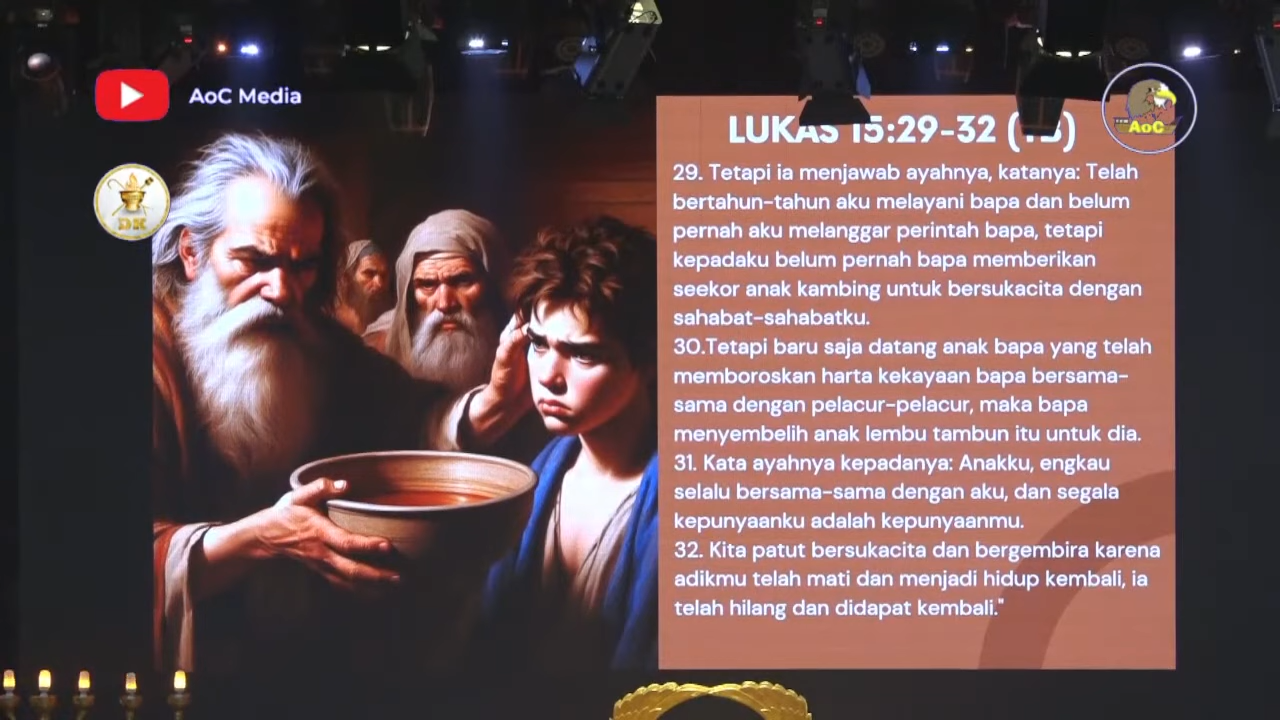 AoC Media
AoC
DK
LUKAS 15:29-32
29. Tetapi ia menjawab ayahnya, katanya: Telah
bertahun-tahun aku melayani bapa dan belum
pernah aku melanggar perintah bapa, tetapi
kepadaku belum pernah bapa memberikan
seekor anak kambing untuk bersukacita dengan
sahabat-sahabatku.
30.Tetapi baru saja datang anak bapa yang telah
memboroskan harta kekayaan bapa bersama-
sama dengan pelacur-pelacur, maka bapa
menyembelih anak lembu tambun itu untuk dia.
31. Kata ayahnya kepadanya: Anakku, engkau
selalu bersama-sama dengan aku, dan segala
kepunyaanku adalah kepunyaanmu.
32. Kita patut bersukacita dan bergembira karena
adikmu telah mati dan menjadi hidup kembali, ia
telah hilang dan didapat kembali."